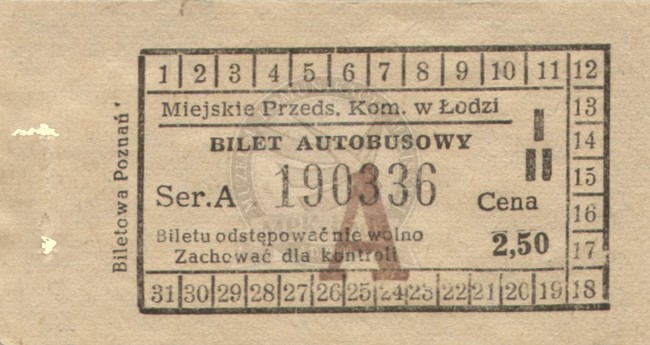 1 2 3 4 5 6 7 8 9 10 11 12
Miejskie Przeds. Kom. w Łodzi
13
BILET AUTOBUSOWY
I
14
II
15
Ser. A 190336
Cena
16
A
Biletu odstępować nie wolno
2,50
17
Zachować dla kontroli
31 30 29 28 27 26 25 24 23 22 21 20 19 18
Biletowa Poznań